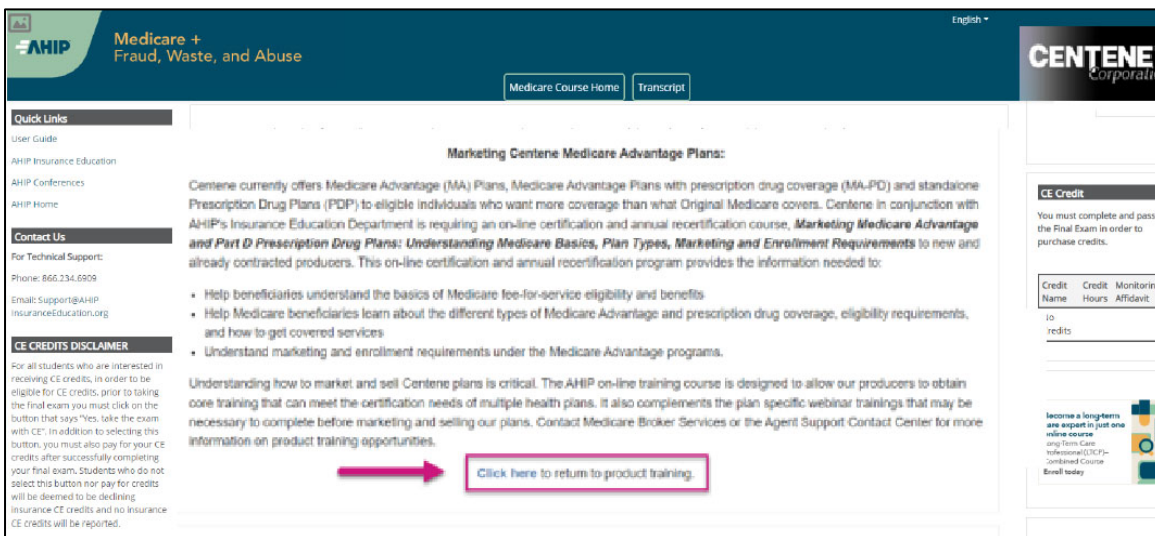 English
AHIP
Medicare +
Fraud, Waste, and Abuse
CENTENE
Corporati
Medicare Course Home
Transcript
Quick Links
User Guide
AHIP Insurance Education
AHIP Conferences
AHIP Home
Contact Us
For Technical Support:
Phone: 866.234.6909
Email: Support@AHIP
InsuranceEducation.org
CE CREDITS DISCLAIMER
For all students who are interested in
receiving CE credits, in order to be
eligible for CE credits, prior to taking
the final exam you must click on the
button that says "Yes, take the exam
with CE". In addition to selecting this
button, you must also pay for your CE
credits after successfully completing
your final exam. Students who do not
select this button nor pay for credits
will be deemed to be declining
insurance CE credits and no insurance
CE credits will be reported.
Marketing Centene Medicare Advantage Plans:
Centene currently offers Medicare Advantage (MA) Plans, Medicare Advantage Plans with prescription drug coverage (MA-PD) and standalone
Prescription Drug Plans (PDP) to eligible individuals who want more coverage than what Original Medicare covers. Centene in conjunction with
AHIP's Insurance Education Department is requiring an on-line certification and annual recertification course, Marketing Medicare Advantage
and Part D Prescription Drug Plans: Understanding Medicare Basics, Plan Types, Marketing and Enrollment Requirements to new and
already contracted producers. This on-line certification and annual recertification program provides the information needed to:
• Help beneficiaries understand the basics of Medicare fee-for-service eligibility and benefits
• Help Medicare beneficiaries learn about the different types of Medicare Advantage and prescription drug coverage, eligibility requirements,
and how to get covered services
• Understand marketing and enrollment requirements under the Medicare Advantage programs.
Understanding how to market and sell Centene plans is critical. The AHIP on-line training course is designed to allow our producers to obtain
core training that can meet the certification needs of multiple health plans. It also complements the plan specific webinar trainings that may be
necessary to complete before marketing and selling our plans. Contact Medicare Broker Services or the Agent Support Contact Center for more
information on product training opportunities.
Click here to return to product training.
CE Credit
You must complete and pass
the Final Exam in order to
purchase credits.
Credit Credit Monitorin
Name Hours Affidavit
io
redits
Become a long-term
are expert in just one
online course
ong-Term Care
Professional (LTCP)–
Combined Course
Enroll today